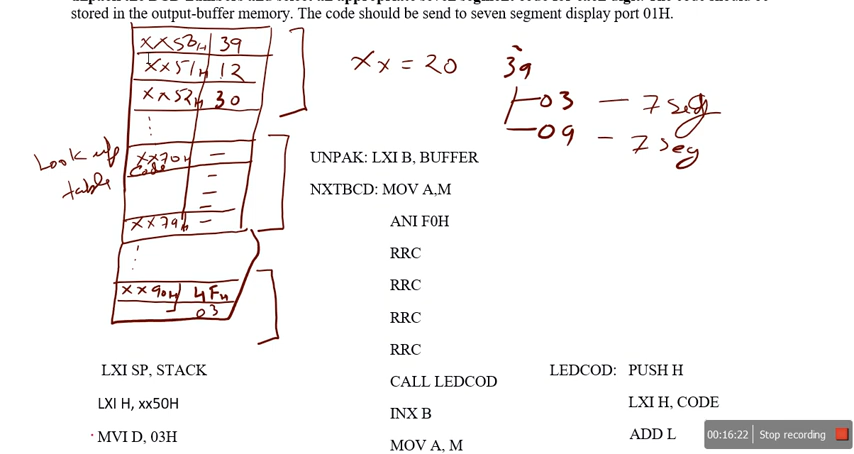 stored in the output-buffer memory. The code should be send to seven segment display port 01H.
xx50H 39
xx51H 12
xx52H 30
xx = 20
39
03 - 7 seg
09 - 7 seg
Look up
table
xx70H
Code
xx79H
xx90H 4FH
03
UNPAK: LXI B, BUFFER
NXTBCD: MOV A,M
ANI F0H
RRC
RRC
RRC
RRC
CALL LEDCOD
INX B
MOV A, M
LXI SP, STACK
LXI H, xx50H
MVI D, 03H
LEDCOD: PUSH H
LXI H, CODE
ADD L
00:16:22 Stop recording